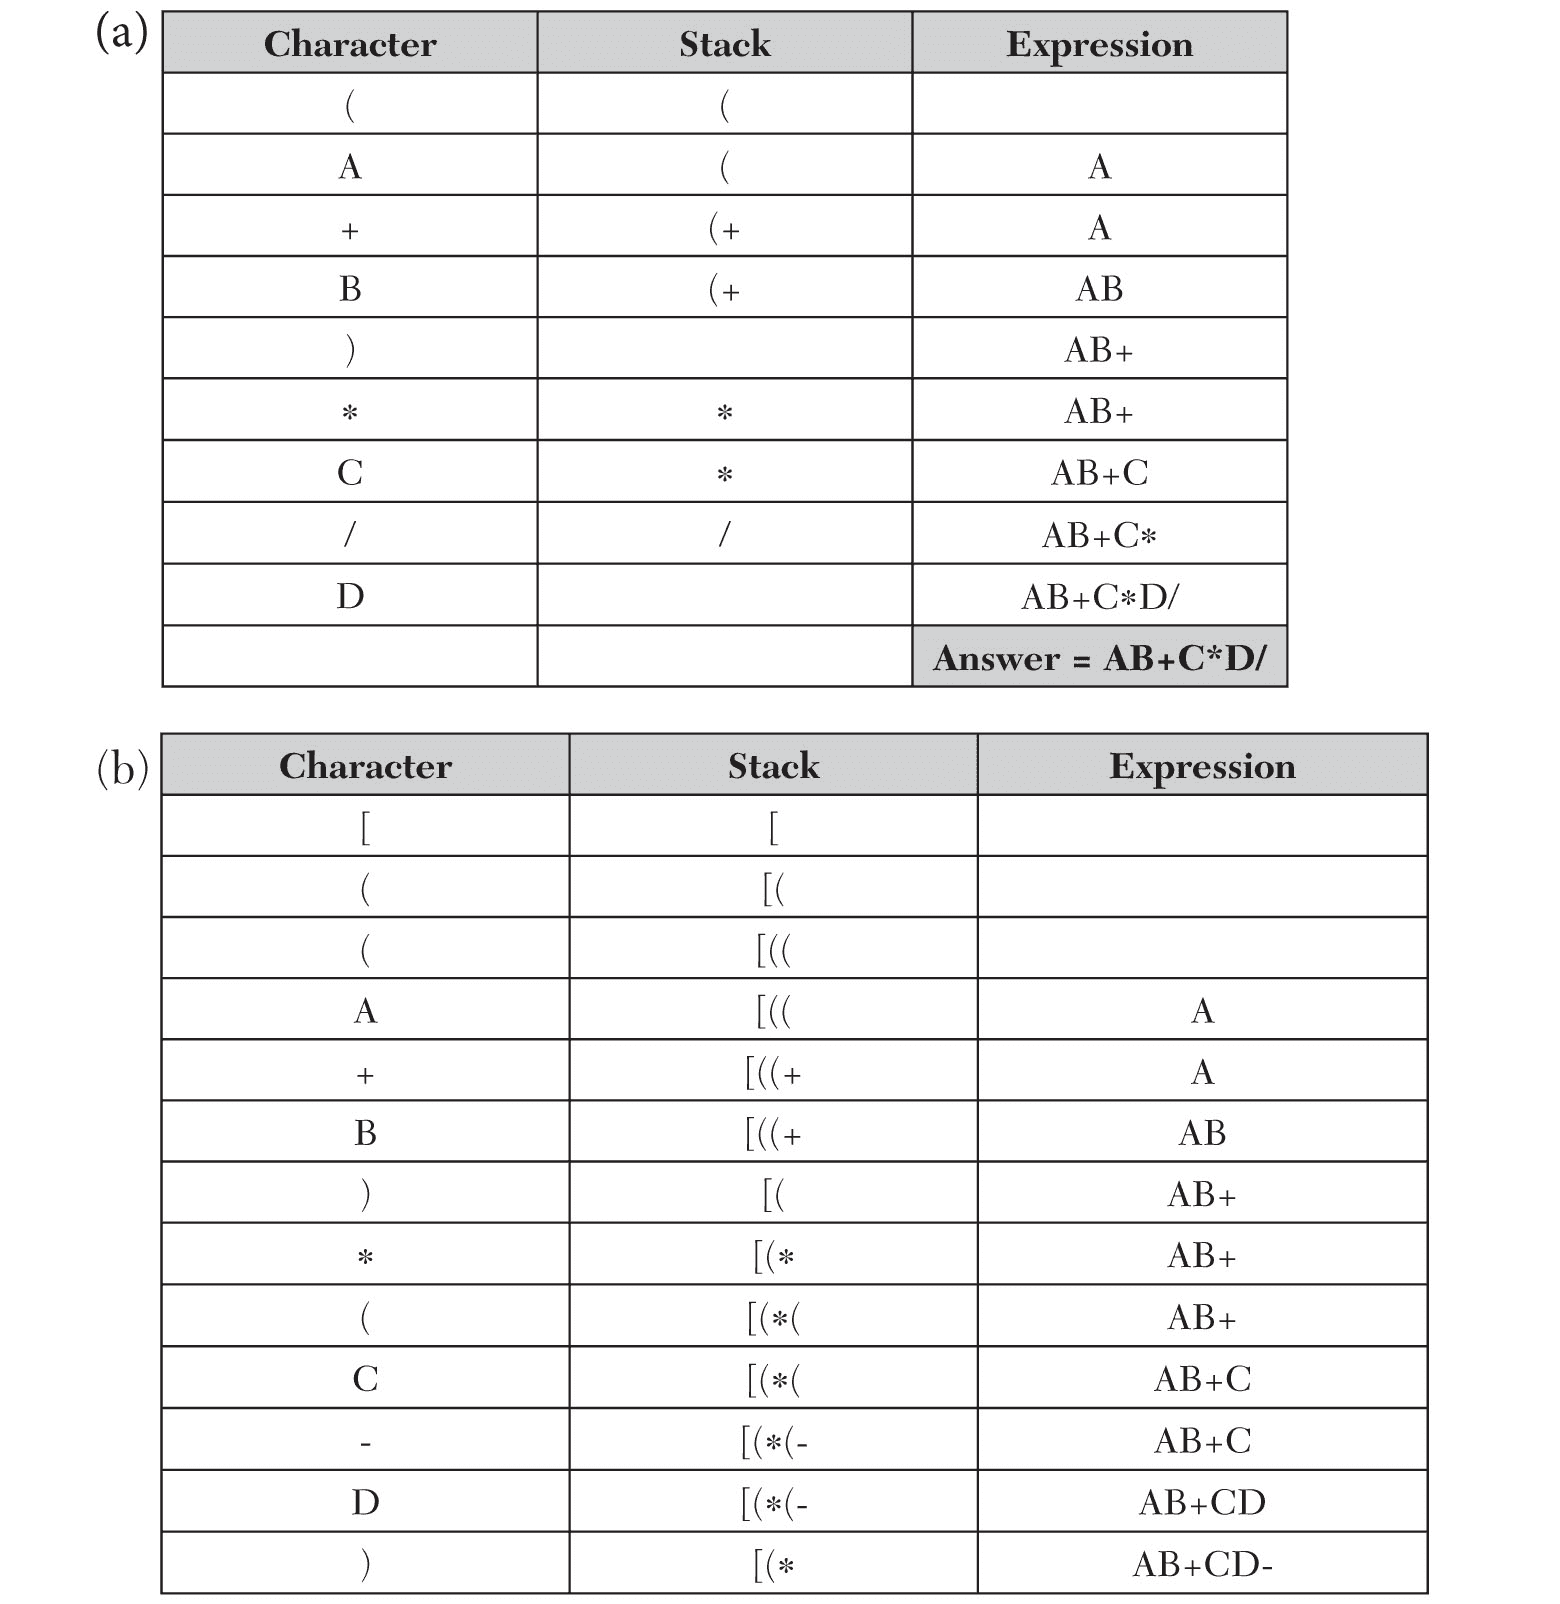 (a)
Character Stack Expression
( (
A ( A
+ (+ A
B (+ AB
) AB+
* * AB+
C * AB+C
/ / AB+C*
D AB+C*D/
Answer = AB+C*D/
(b)
Character Stack Expression
[ [
( [(
( [((
A [(( A
+ [((+ A
B [((+ AB
) [( AB+
* [(* AB+
( [(*( AB+
C [(*( AB+C
- [(*(- AB+C
D [(*(- AB+CD
) [(* AB+CD-